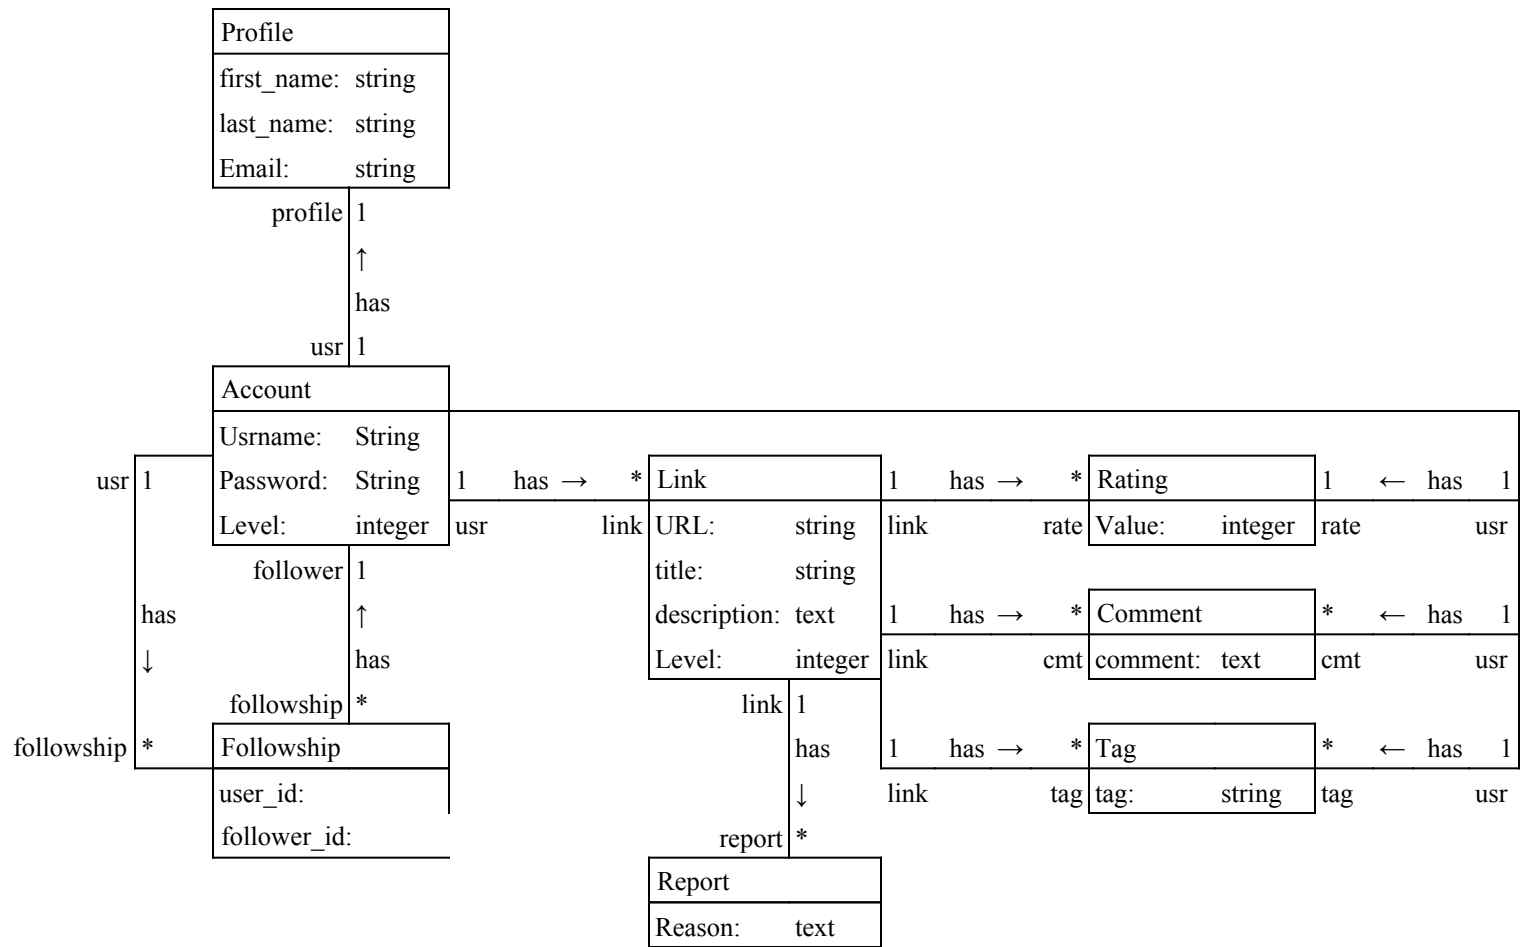 Profile
first_name: string
last_name: string
Email: string
profile 1
↑
has
usr 1
Account
Usrname: String
usr 1 Password: String 1 has → * Link 1 has → * Rating 1 ← has 1
Level: integer usr link URL: string link rate Value: integer rate usr
follower 1 title: string
has ↑ description: text 1 has → * Comment * ← has 1
↓ has Level: integer link cmt comment: text cmt usr
followship * link 1
followship * Followship has 1 has → * Tag * ← has 1
user_id: ↓ link tag tag: string tag usr
follower_id: report *
Report
Reason: text